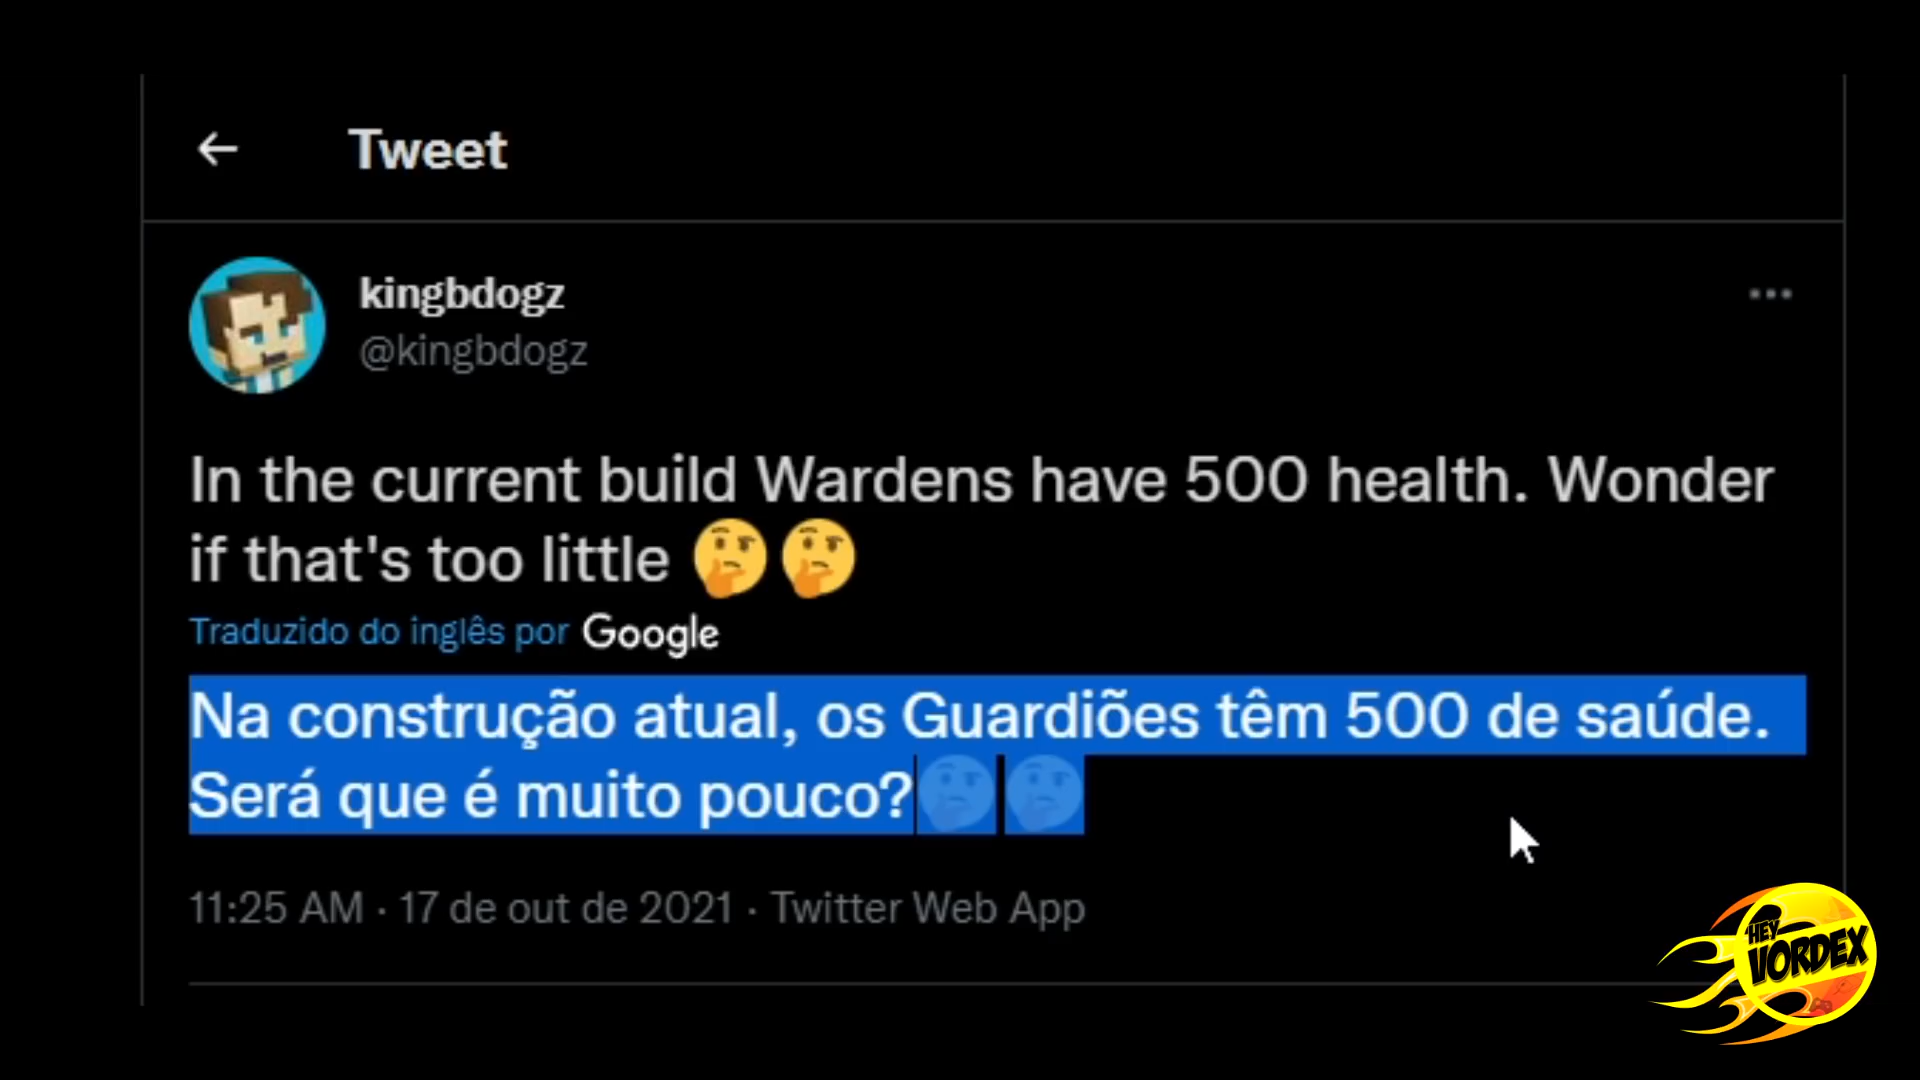 Tweet
kingbdogz
@kingbdogz
In the current build Wardens have 500 health. Wonder
if that's too little 🤔🤔
Traduzido do inglês por Google
Na construção atual, os Guardiões têm 500 de saúde.
Será que é muito pouco?🤔🤔
11:25 AM · 17 de out de 2021 · Twitter Web App
HEY
VORDEX